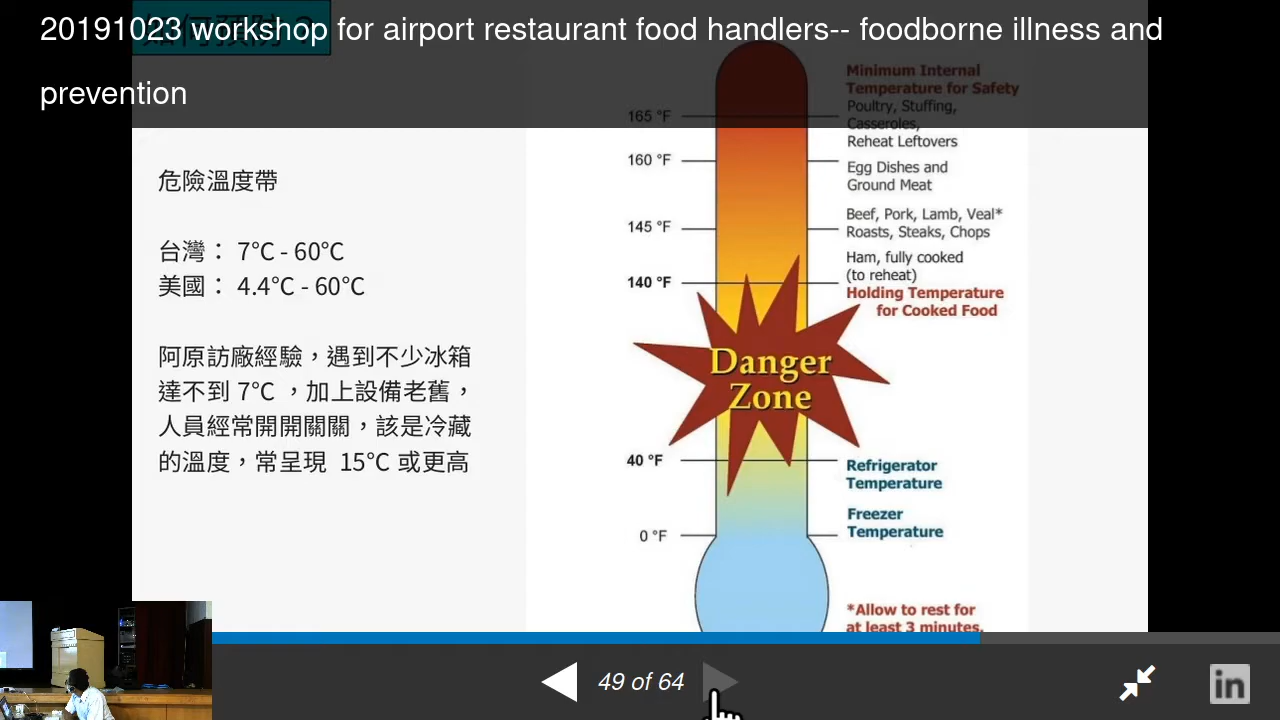 20191023 workshop for airport restaurant food handlers-- foodborne illness and
prevention
如何預防？
危險溫度帶
台灣： 7°C - 60°C
美國： 4.4°C - 60°C
阿原訪廠經驗，遇到不少冰箱
達不到 7°C ，加上設備老舊，
人員經常開開關關，該是冷藏
的溫度，常呈現 15°C 或更高
Minimum Internal
Temperature for Safety
165 °F
Poultry, Stuffing,
Casseroles,
Reheat Leftovers
160 °F
Egg Dishes and
Ground Meat
145 °F
Beef, Pork, Lamb, Veal*
Roasts, Steaks, Chops
140 °F
Ham, fully cooked
(to reheat)
Holding Temperature
for Cooked Food
Danger
Zone
40 °F
Refrigerator
Temperature
0 °F
Freezer
Temperature
*Allow to rest for
at least 3 minutes.
49 of 64
in